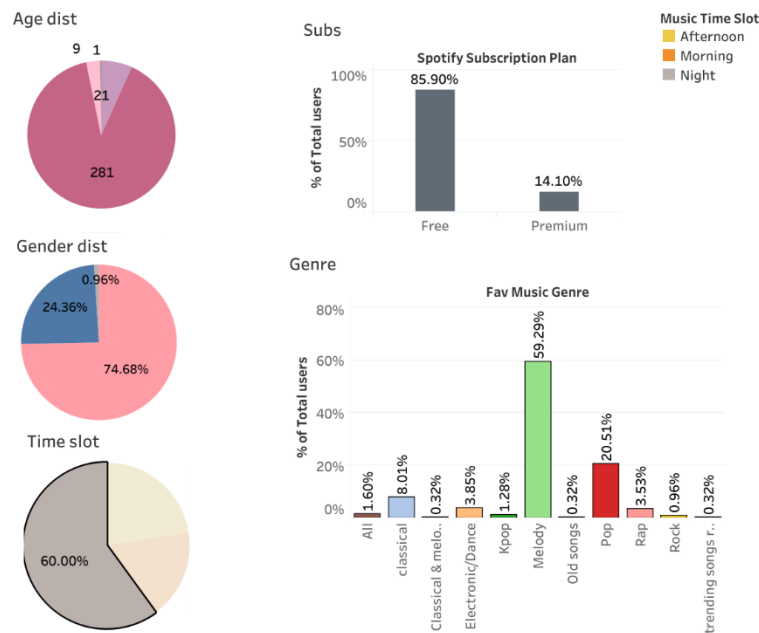 Age dist
9
1
21
281
Gender dist
0.96%
24.36%
74.68%
Time slot
60.00%
Subs
Spotify Subscription Plan
% of Total users
100%
50%
0%
85.90%
14.10%
Free
Premium
Music Time Slot
Afternoon
Morning
Night
Genre
Fav Music Genre
% of Total users
80%
60%
40%
20%
0%
1.60%
8.01%
0.32%
3.85%
1.28%
59.29%
0.32%
20.51%
3.53%
0.96%
0.32%
All
classical
Classical & melo..
Electronic/Dance
Kpop
Melody
Old songs
Pop
Rap
Rock
trending songs r..